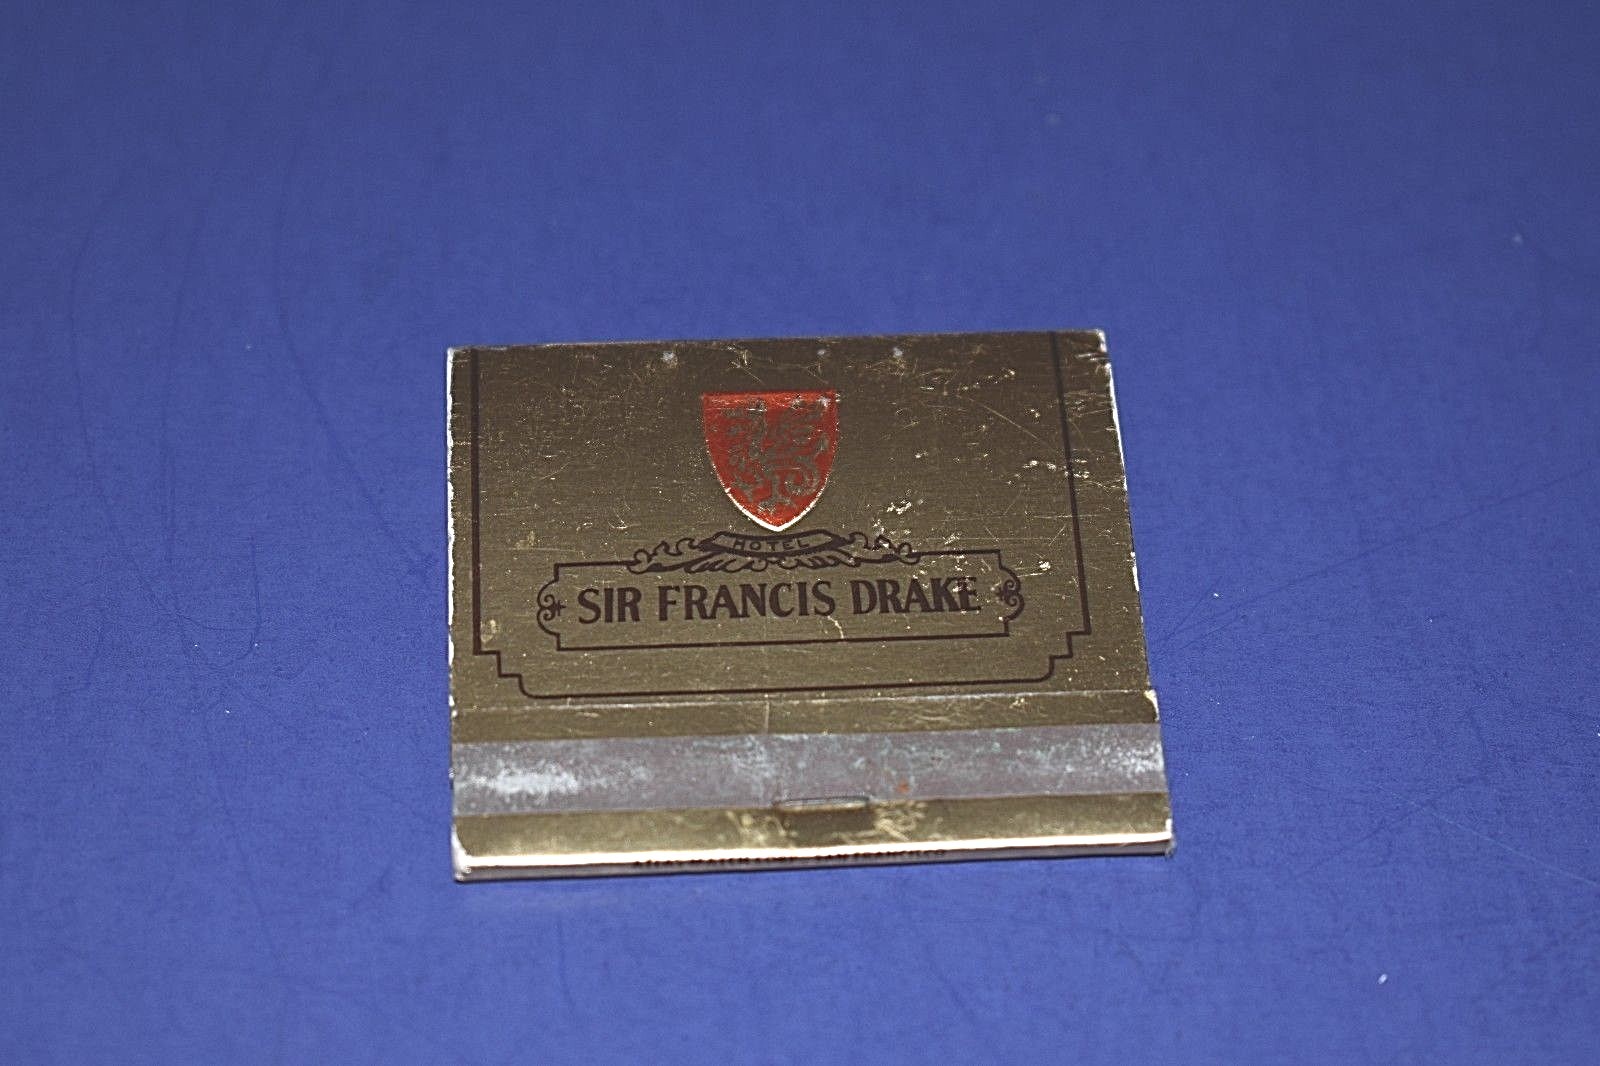 HOTEL
SIR FRANCIS DRAKE